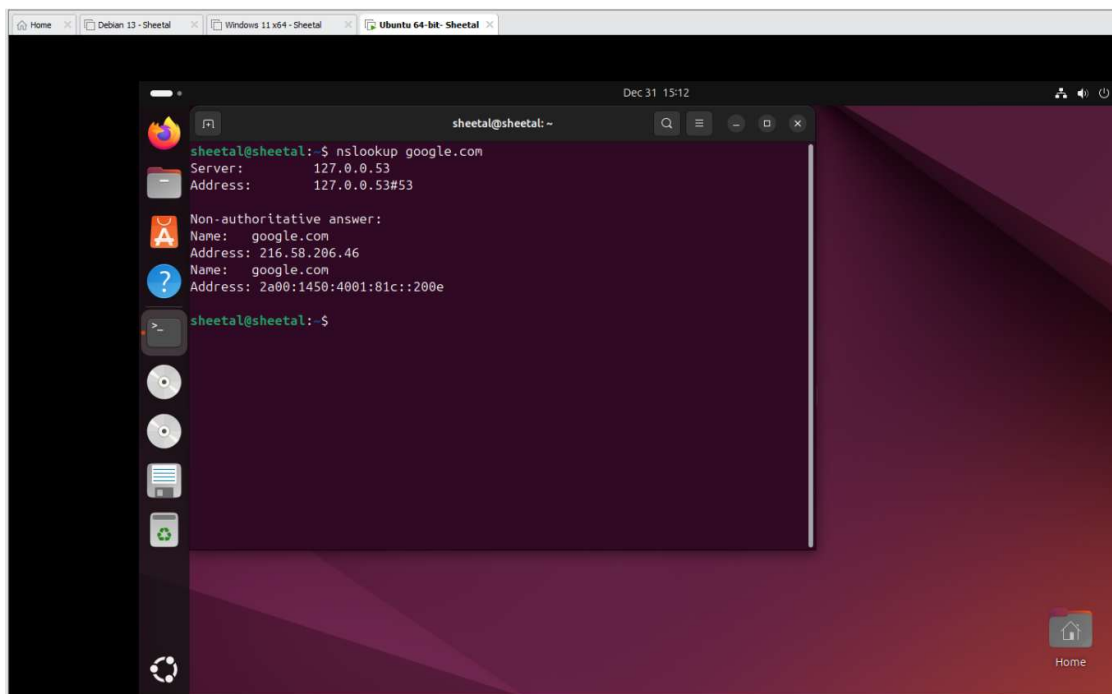 Home
Debian 13 - Sheetal
Windows 11 x64 - Sheetal
Ubuntu 64-bit- Sheetal
Dec 31 15:12
sheetal@sheetal: ~
sheetal@sheetal:~$ nslookup google.com
Server: 127.0.0.53
Address: 127.0.0.53#53
Non-authoritative answer:
Name: google.com
Address: 216.58.206.46
Name: google.com
Address: 2a00:1450:4001:81c::200e
sheetal@sheetal:~$
Home